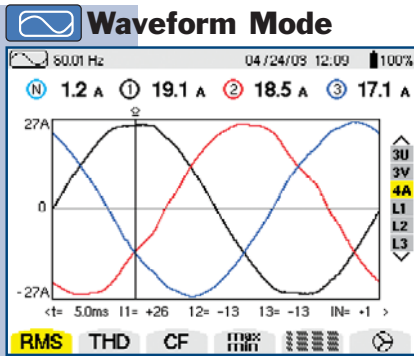 Waveform Mode
60.01 Hz 04/24/03 12:09 100%
N 1.2 A 1 19.1 A 2 18.5 A 3 17.1 A
27A
0
-27A
3U
3V
4A
L1
L2
L3
<t= 5.0ms I1= +26 I2= -13 I3= -13 IN= +1 >
RMS THD CF max min